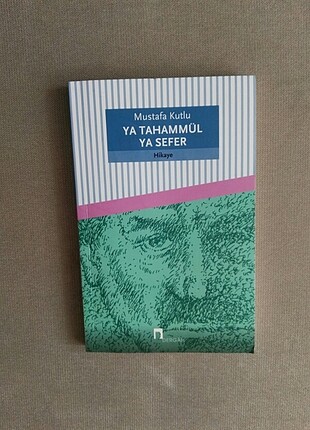 Mustafa Kutlu
YA TAHAMMÜL
YA SEFER
Hikaye